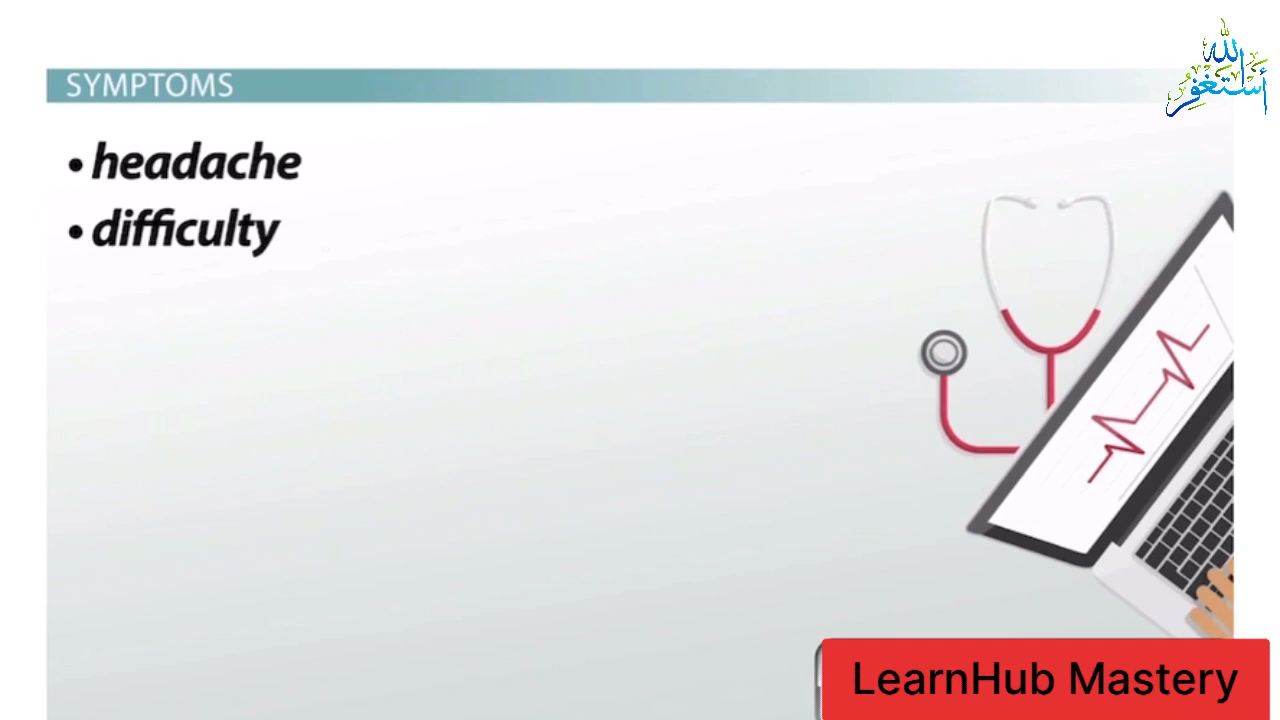 SYMPTOMS
أستغفر الله
• headache
• difficulty
LearnHub Mastery